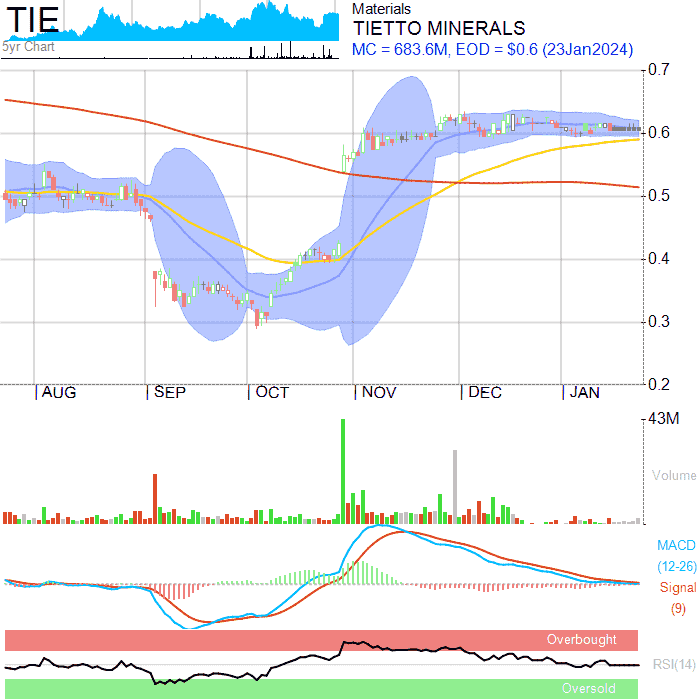 TIE
5yr Chart
Materials
TIETTO MINERALS
MC = 683.6M, EOD = $0.6 (23Jan2024)
0.7
0.6
0.5
0.4
0.3
0.2
AUG SEP OCT NOV DEC JAN
43M
Volume
MACD
(12-26)
Signal
(9)
Overbought
RSI(14)
Oversold